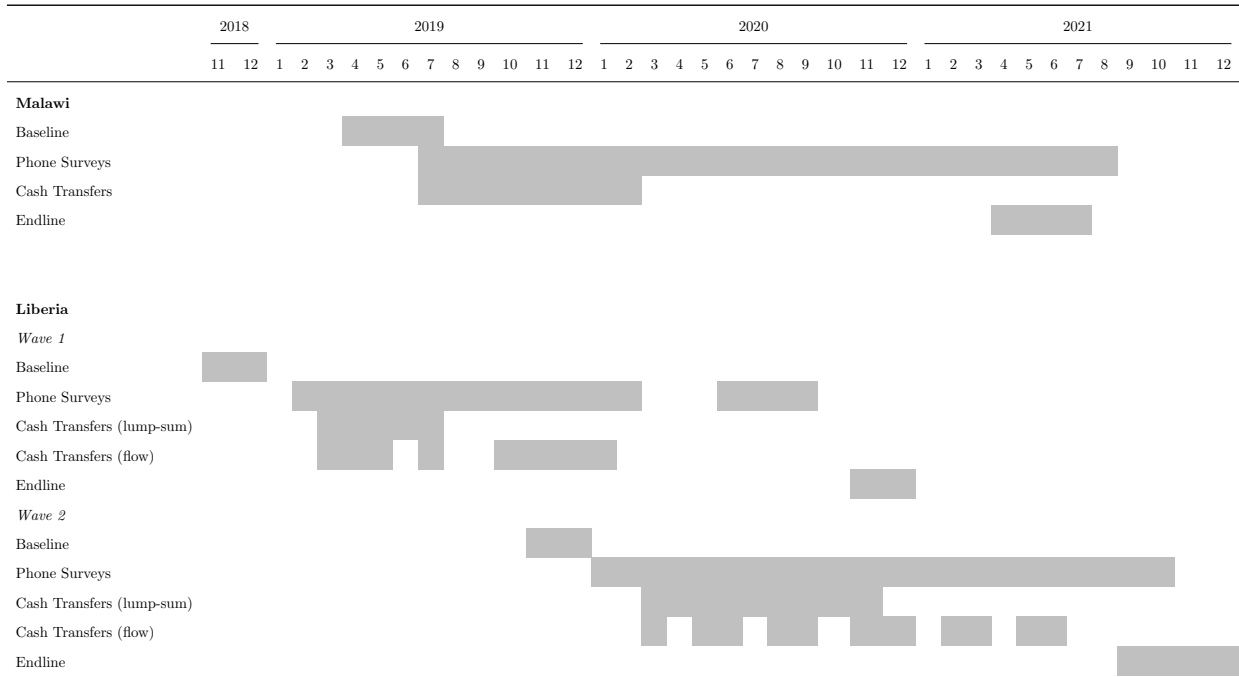 2018 2019 2020 2021
11 12 1 2 3 4 5 6 7 8 9 10 11 12 1 2 3 4 5 6 7 8 9 10 11 12 1 2 3 4 5 6 7 8 9 10 11 12
Malawi
Baseline
Phone Surveys
Cash Transfers
Endline
Liberia
Wave 1
Baseline
Phone Surveys
Cash Transfers (lump-sum)
Cash Transfers (flow)
Endline
Wave 2
Baseline
Phone Surveys
Cash Transfers (lump-sum)
Cash Transfers (flow)
Endline